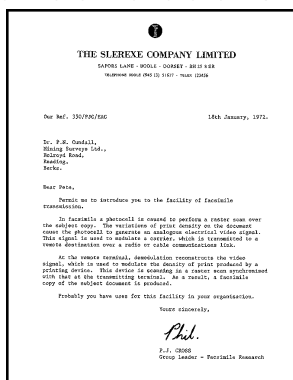 THE SLEREXE COMPANY LIMITED
SAPORS LANE - BOOLE - DORSET - BH 25 8 ER
TELEPHONE BOOLE (945 13) 51617 - TELEX 123456
Our Ref. 350/PJC/EAC
18th January, 1972.
Dr. P.N. Cundall,
Mining Surveys Ltd.,
Holroyd Road,
Reading,
Berks.
Dear Pete,
Permit me to introduce you to the facility of facsimile
transmission.
In facsimile a photocell is caused to perform a raster scan over
the subject copy. The variations of print density on the document
cause the photocell to generate an analogous electrical video signal.
This signal is used to modulate a carrier, which is transmitted to a
remote destination over a radio or cable communications link.
At the remote terminal, demodulation reconstructs the video
signal, which is used to modulate the density of print produced by a
printing device. This device is scanning in a raster scan synchronised
with that at the transmitting terminal. As a result, a facsimile
copy of the subject document is produced.
Probably you have uses for this facility in your organisation.
Yours sincerely,
Phil.
P.J. CROSS
Group Leader - Facsimile Research